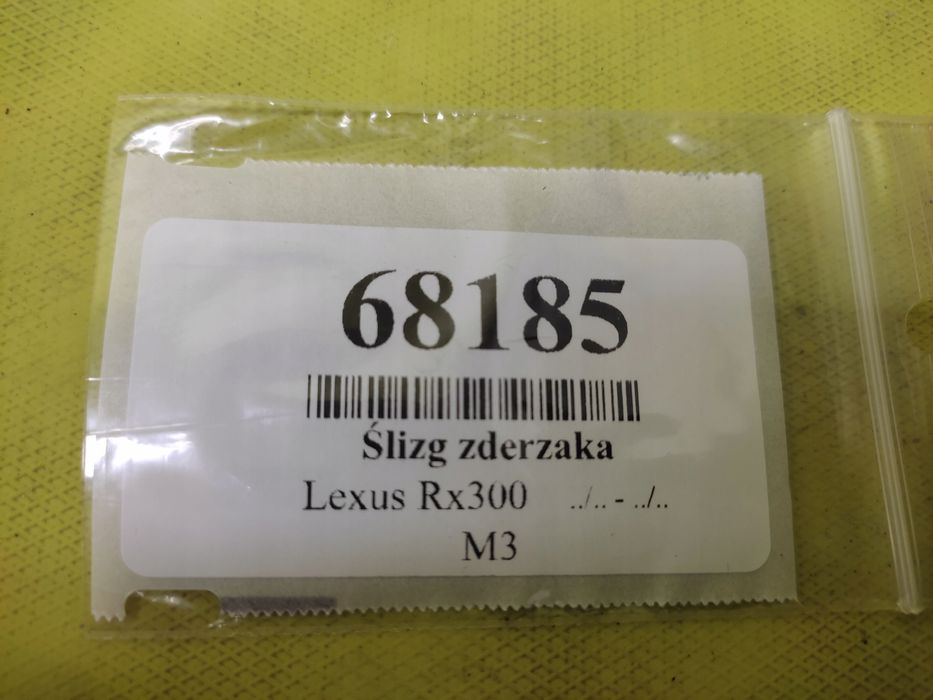 68185
Ślizg zderzaka
Lexus Rx300 ../.. - ../..
M3